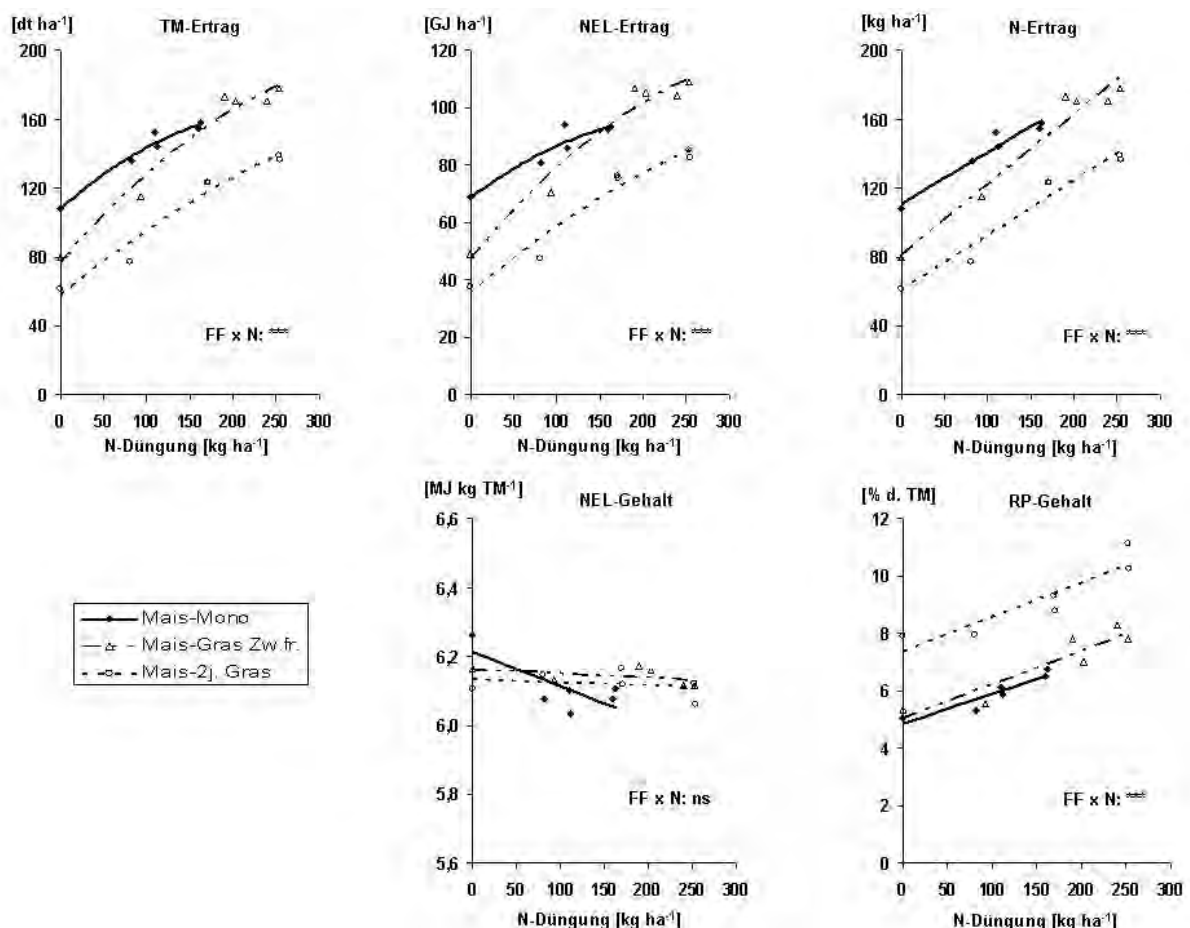 [dt ha⁻¹] TM-Ertrag
200
160
120
80
40
0
0 50 100 150 200 250 300
N-Düngung [kg ha⁻¹]
FF x N: ***
[GJ ha⁻¹] NEL-Ertrag
120
100
80
60
40
20
0
0 50 100 150 200 250 300
N-Düngung [kg ha⁻¹]
FF x N: ***
[kg ha⁻¹] N-Ertrag
200
160
120
80
40
0
0 50 100 150 200 250 300
N-Düngung [kg ha⁻¹]
FF x N: ***
Mais-Mono
Mais-Gras Zw.fr.
Mais-2j. Gras
[MJ kg TM⁻¹] NEL-Gehalt
6,6
6,4
6,2
6,0
5,8
5,6
0 50 100 150 200 250 300
N-Düngung [kg ha⁻¹]
FF x N: ns
[% d. TM] RP-Gehalt
12
10
8
6
4
2
0
0 50 100 150 200 250 300
N-Düngung [kg ha⁻¹]
FF x N: ***